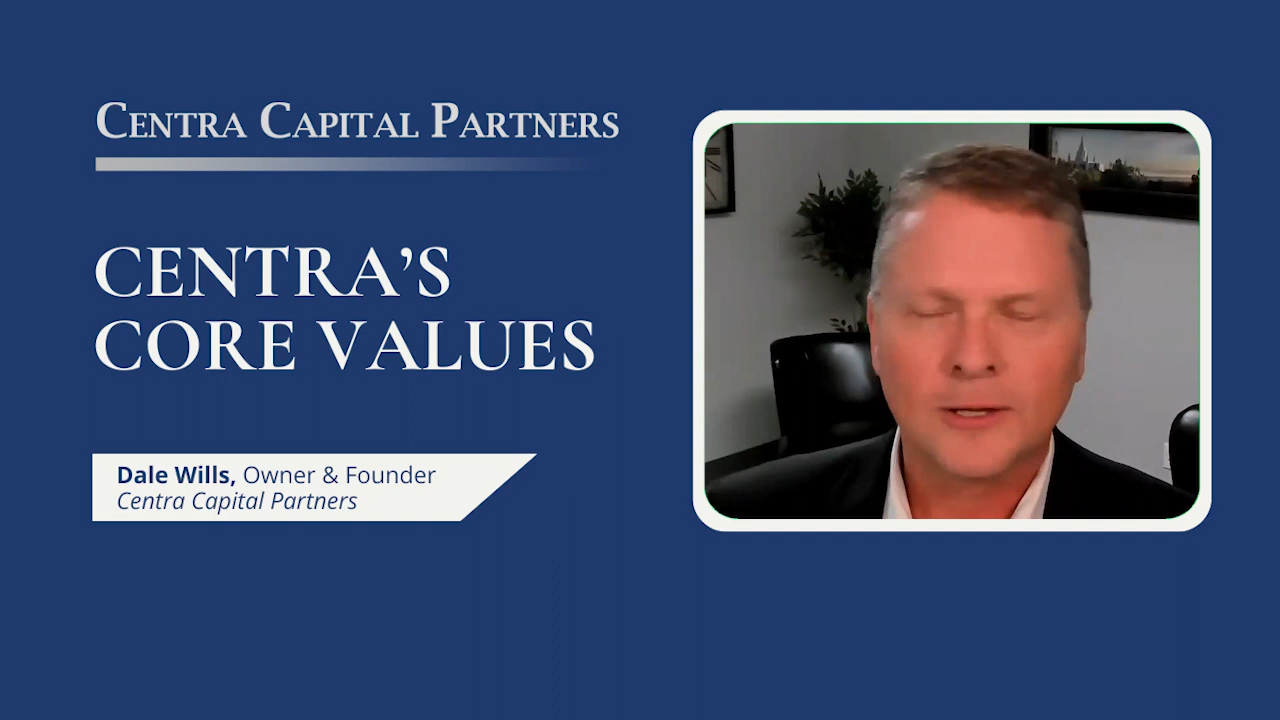 CENTRA CAPITAL PARTNERS
CENTRA’S
CORE VALUES
Dale Wills, Owner & Founder
Centra Capital Partners